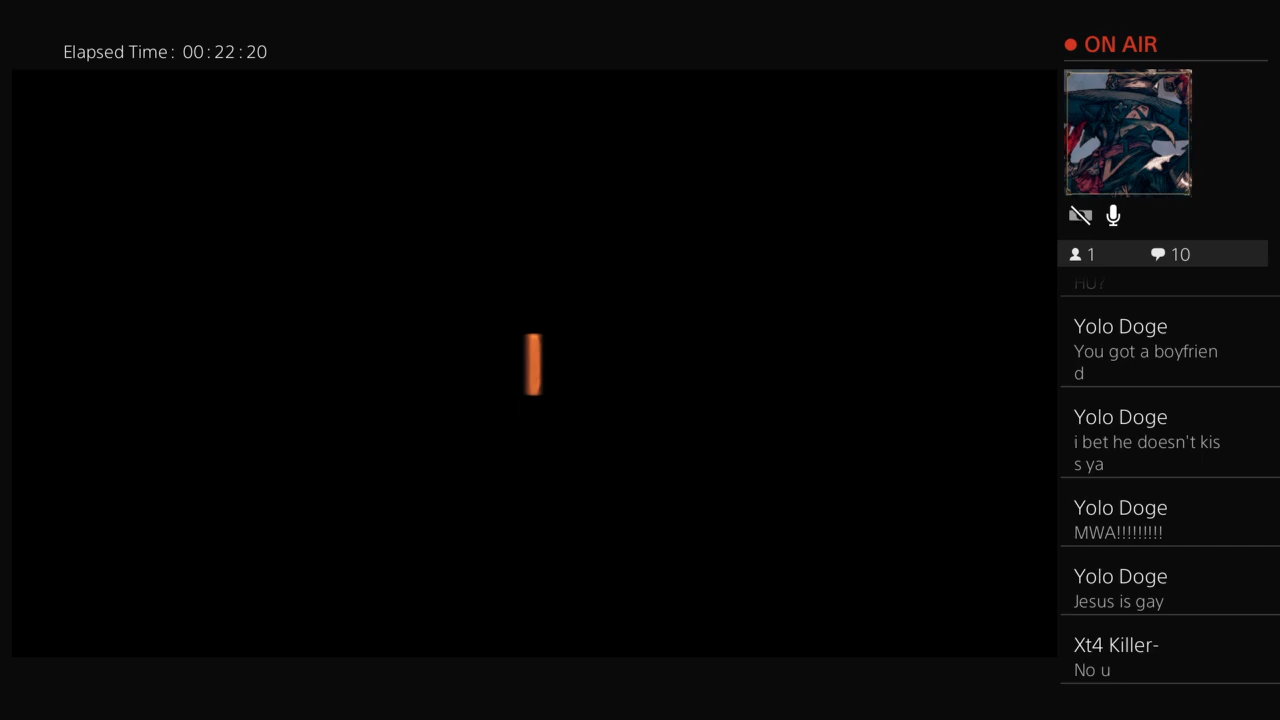 Elapsed Time: 00:22:20
ON AIR
1
10
HU?
Yolo Doge
You got a boyfrien
d
Yolo Doge
i bet he doesn't kis
s ya
Yolo Doge
MWA!!!!!!!!!
Yolo Doge
Jesus is gay
Xt4 Killer-
No u